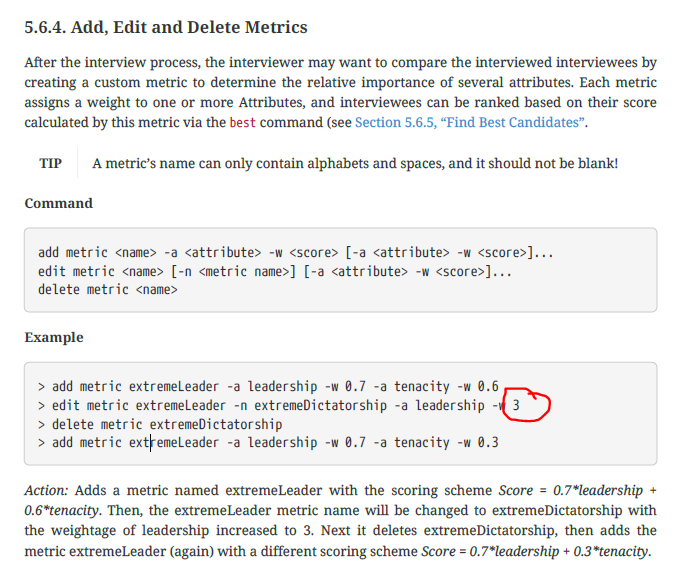 5.6.4. Add, Edit and Delete Metrics
After the interview process, the interviewer may want to compare the interviewed interviewees by
creating a custom metric to determine the relative importance of several attributes. Each metric
assigns a weight to one or more Attributes, and interviewees can be ranked based on their score
calculated by this metric via the best command (see Section 5.6.5, “Find Best Candidates”.
TIP A metric’s name can only contain alphabets and spaces, and it should not be blank!
Command
add metric <name> -a <attribute> -w <score> [-a <attribute> -w <score>]...
edit metric <name> [-n <metric name>] [-a <attribute> -w <score>]...
delete metric <name>
Example
> add metric extremeLeader -a leadership -w 0.7 -a tenacity -w 0.6
> edit metric extremeLeader -n extremeDictatorship -a leadership -w 3
> delete metric extremeDictatorship
> add metric extremeLeader -a leadership -w 0.7 -a tenacity -w 0.3
Action: Adds a metric named extremeLeader with the scoring scheme Score = 0.7*leadership +
0.6*tenacity. Then, the extremeLeader metric name will be changed to extremeDictatorship with
the weightage of leadership increased to 3. Next it deletes extremeDictatorship, then adds the
metric extremeLeader (again) with a different scoring scheme Score = 0.7*leadership + 0.3*tenacity.